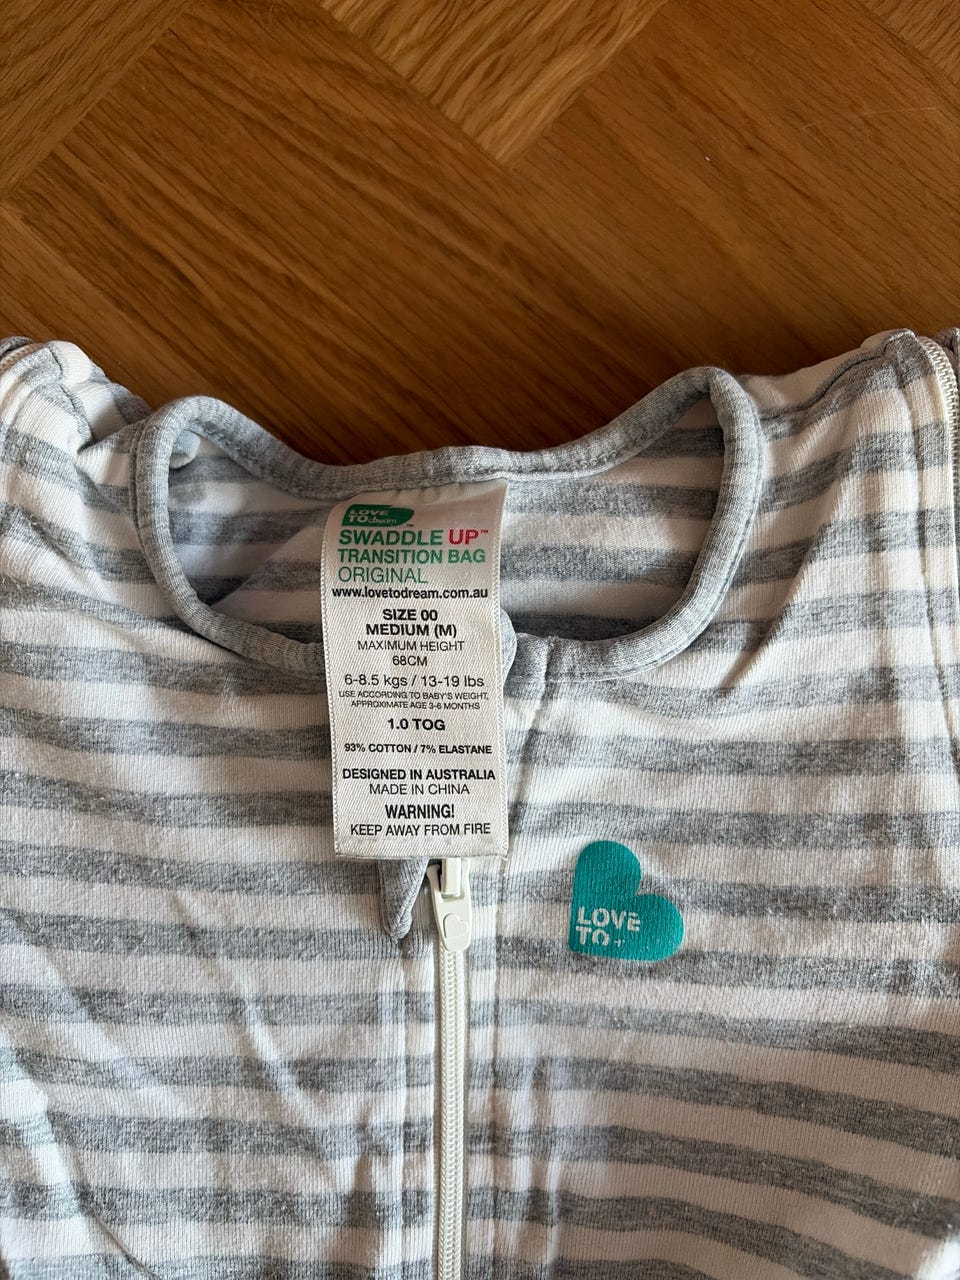 LOVE
TO dream™
SWADDLE UP™
TRANSITION BAG
ORIGINAL
www.lovetodream.com.au
SIZE 00
MEDIUM (M)
MAXIMUM HEIGHT
68CM
6-8.5 kgs / 13-19 lbs
USE ACCORDING TO BABY'S WEIGHT,
APPROXIMATE AGE 3-6 MONTHS
1.0 TOG
93% COTTON / 7% ELASTANE
DESIGNED IN AUSTRALIA
MADE IN CHINA
WARNING!
KEEP AWAY FROM FIRE
LOVE
TO